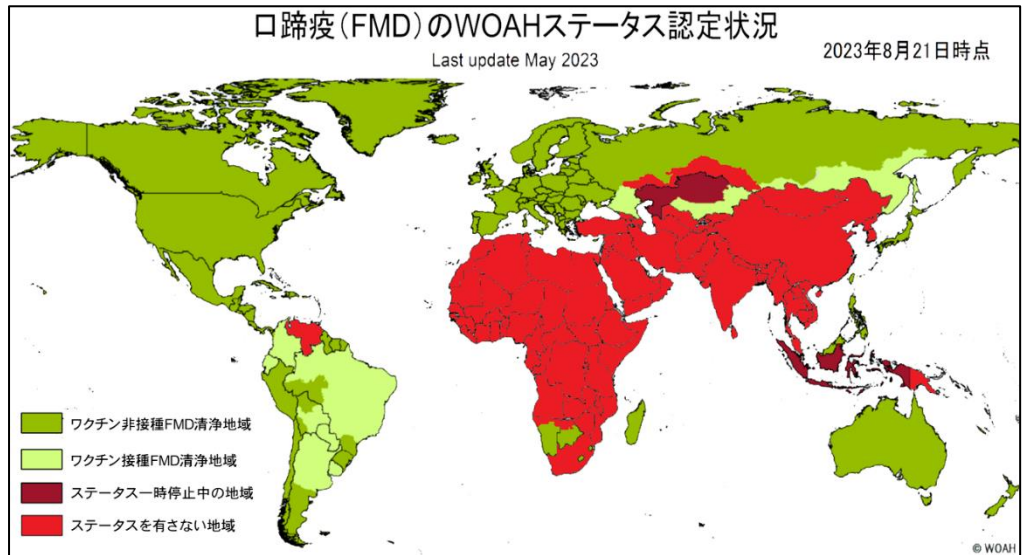 口蹄疫(FMD)のWOAHステータス認定状況
Last update May 2023
2023年8月21日時点
ワクチン非接種FMD清浄地域
ワクチン接種FMD清浄地域
ステータス一時停止中の地域
ステータスを有さない地域
© WOAH